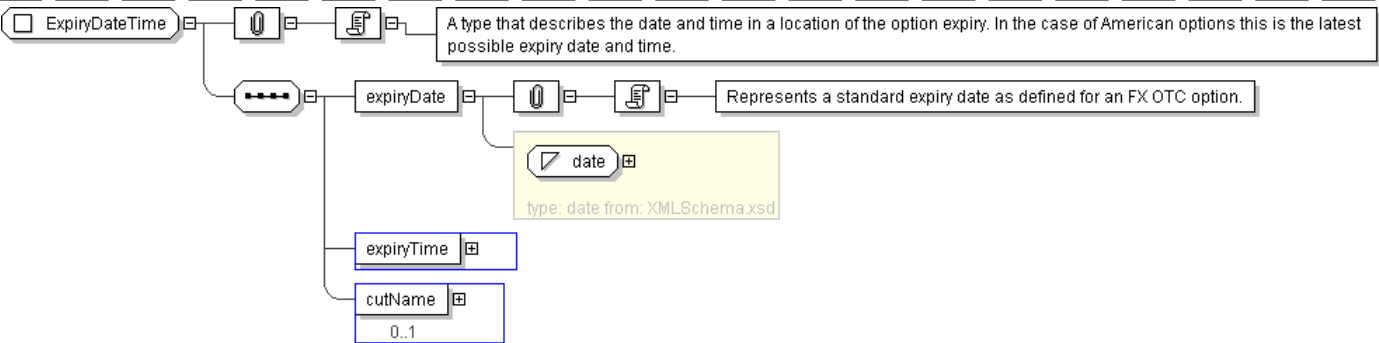 ExpiryDateTime
A type that describes the date and time in a location of the option expiry. In the case of American options this is the latest
possible expiry date and time.
expiryDate
Represents a standard expiry date as defined for an FX OTC option.
date
type: date from: XMLSchema.xsd
expiryTime
cutName
0..1